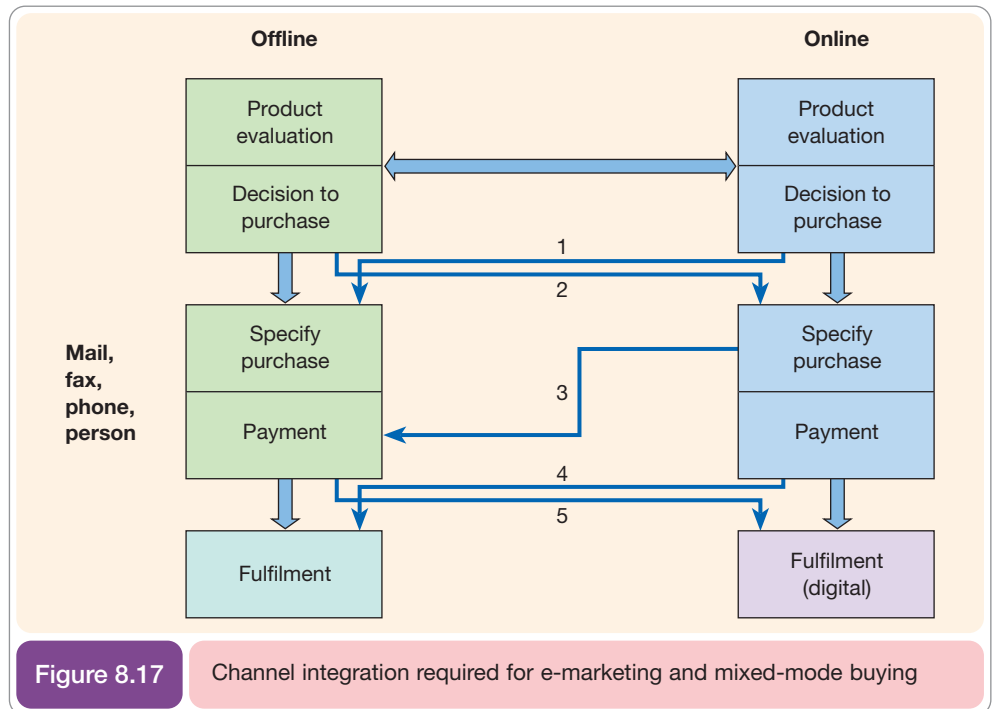 Offline
Online
Product
evaluation
Product
evaluation
Decision to
purchase
Decision to
purchase
1
2
Mail,
fax,
phone,
person
Specify
purchase
Specify
purchase
3
Payment
Payment
4
5
Fulfilment
Fulfilment
(digital)
Figure 8.17
Channel integration required for e-marketing and mixed-mode buying